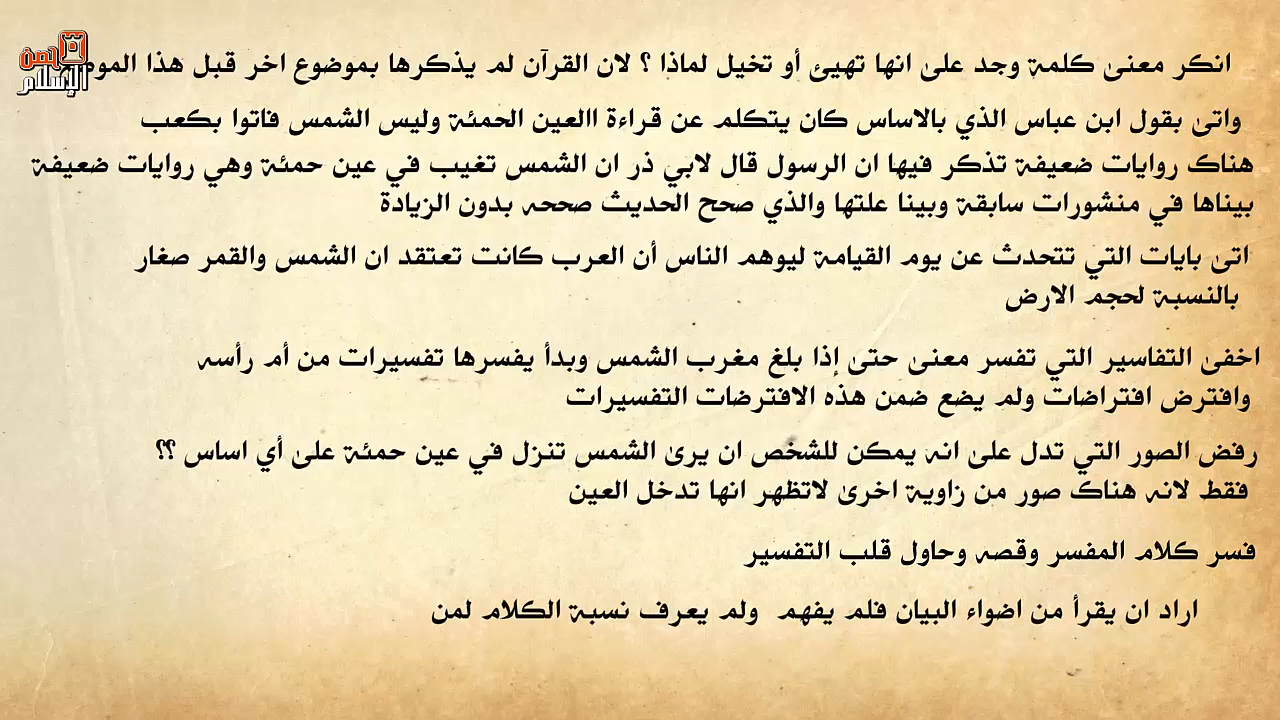 حصن
الإسلام
انكر معنى كلمة وجد على انها تهيئ أو تخيل لماذا ؟ لان القرآن لم يذكرها بموضوع اخر قبل هذا
واتى بقول ابن عباس الذي بالاساس كان يتكلم عن قراءة االعين الحمئة وليس الشمس فاتوا بكعب
هناك روايات ضعيفة تذكر فيها ان الرسول قال لابي ذر ان الشمس تغيب في عين حمئة وهي روايات ضعيفة
بيناها في منشورات سابقة وبينا علتها والذي صحح الحديث صححه بدون الزيادة
اتى بايات التي تتحدث عن يوم القيامة ليوهم الناس أن العرب كانت تعتقد ان الشمس والقمر صغار
بالنسبة لحجم الارض
اخفى التفاسير التي تفسر معنى حتى إذا بلغ مغرب الشمس وبدأ يفسرها تفسيرات من أم رأسه
وافترض افتراضات ولم يضع ضمن هذه الافترضات التفسيرات
رفض الصور التي تدل على انه يمكن للشخص ان يرى الشمس تنزل في عين حمئة على أي اساس ؟؟
فقط لانه هناك صور من زاوية اخرى لاتظهر انها تدخل العين
فسر كلام المفسر وقصه وحاول قلب التفسير
اراد ان يقرأ من اضواء البيان فلم يفهم ولم يعرف نسبة الكلام لمن